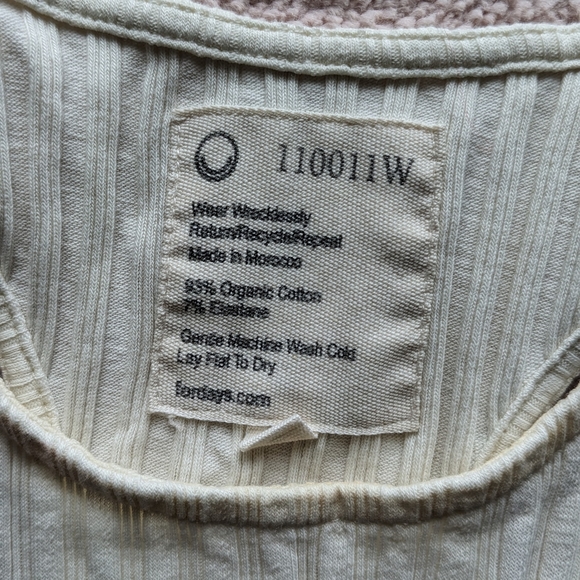 110011W
Wear Wrecklessly
Return/Recycle/Repeat
Made in Morocco
93% Organic Cotton
7% Elastane
Gentle Machine Wash Cold
Lay Flat To Dry
fordays.com